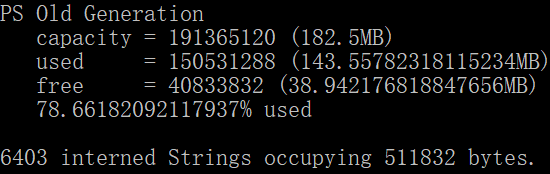 PS Old Generation
   capacity = 191365120 (182.5MB)
   used     = 150531288 (143.55782318115234MB)
   free     = 40833832 (38.942176818847656MB)
   78.66182092117937% used

6403 interned Strings occupying 511832 bytes.